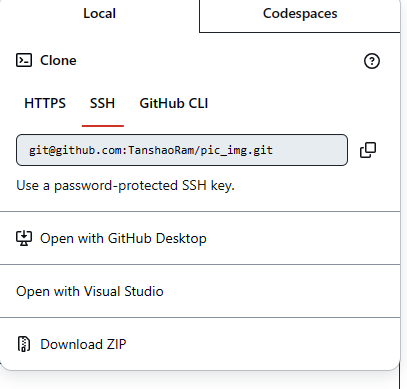 Local
Codespaces
Clone
HTTPS
SSH
GitHub CLI
git@github.com:TanshaoRam/pic_img.git
Use a password-protected SSH key.
Open with GitHub Desktop
Open with Visual Studio
Download ZIP